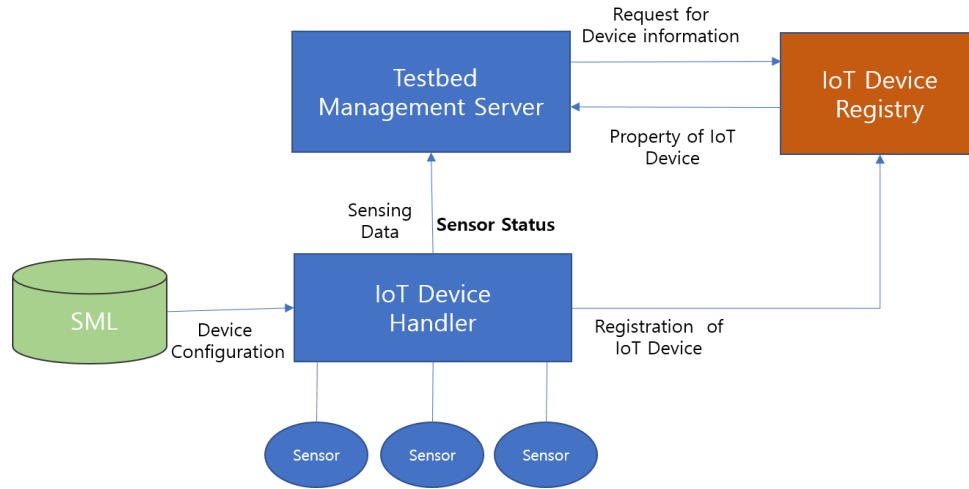 Request for
Device information
Testbed
Management Server
IoT Device
Registry
Property of IoT
Device
Sensing
Data
Sensor Status
SML
Device
Configuration
IoT Device
Handler
Registration of
IoT Device
Sensor
Sensor
Sensor